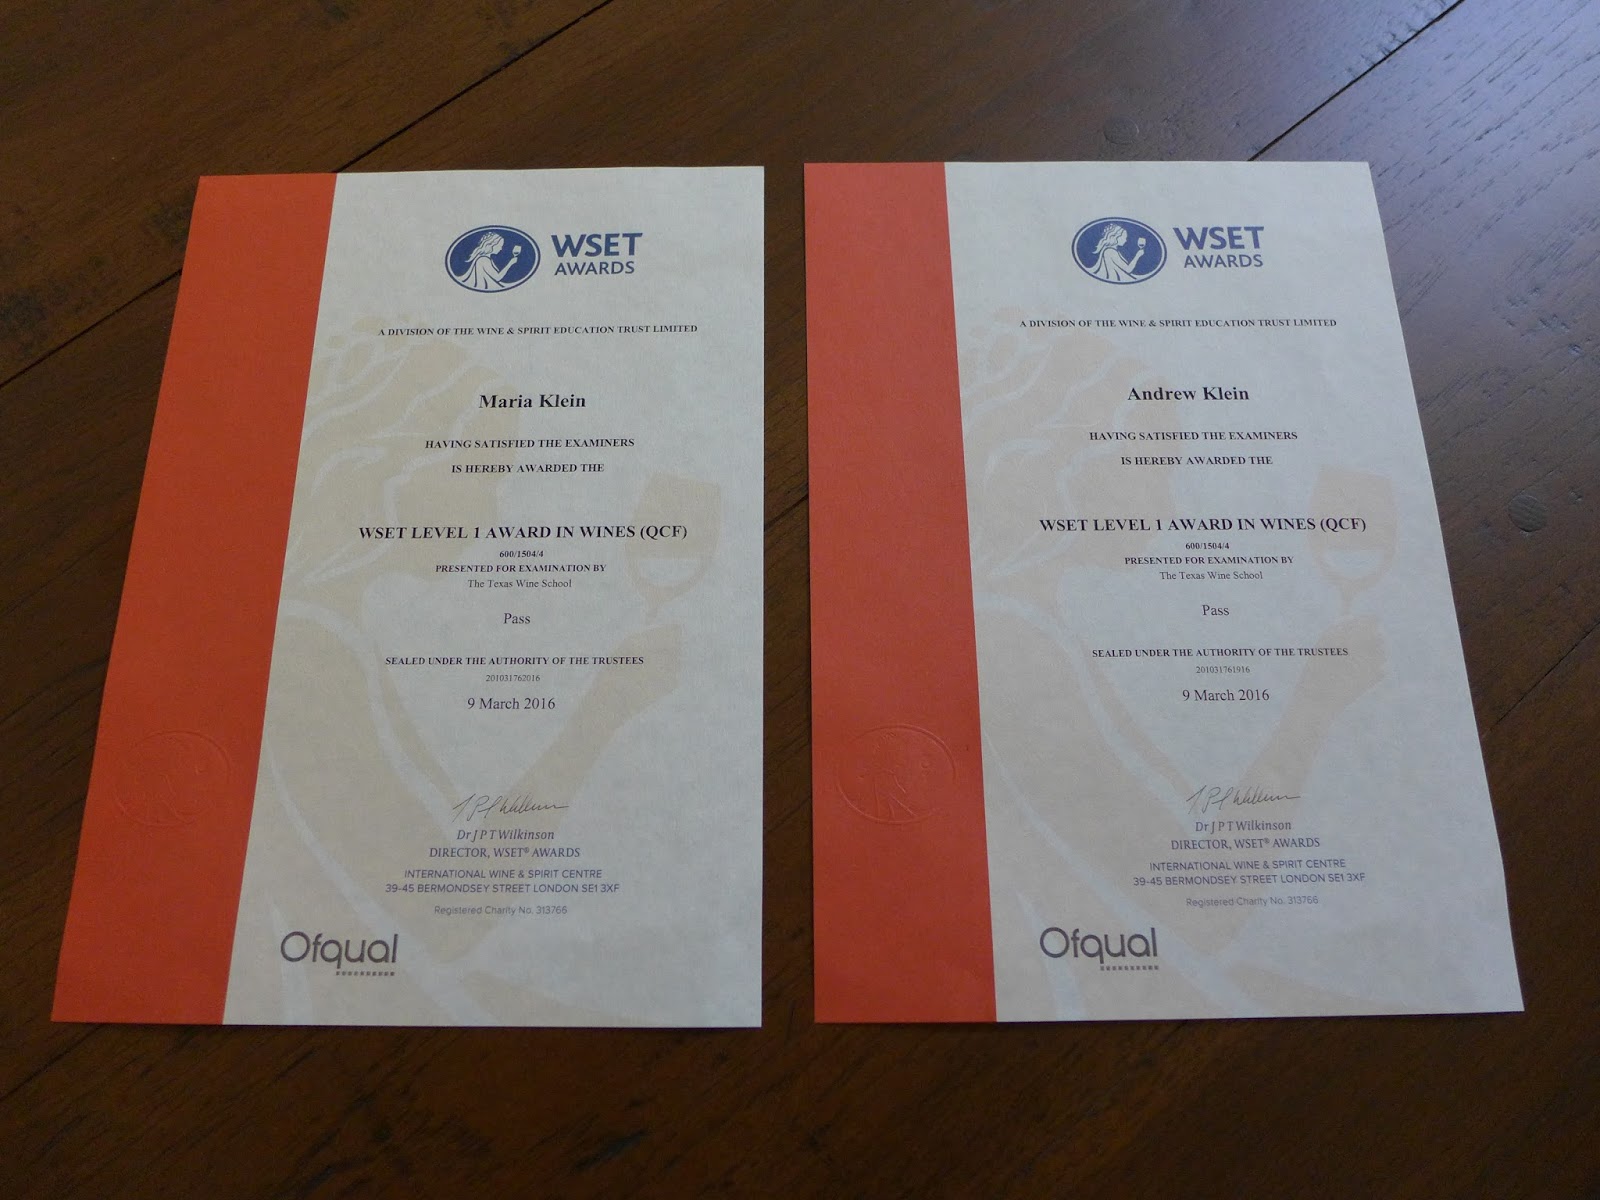 WSET
AWARDS
A DIVISION OF THE WINE & SPIRIT EDUCATION TRUST LIMITED
Maria Klein
HAVING SATISFIED THE EXAMINERS
IS HEREBY AWARDED THE
WSET LEVEL 1 AWARD IN WINES (QCF)
600/1504/4
PRESENTED FOR EXAMINATION BY
The Texas Wine School
Pass
SEALED UNDER THE AUTHORITY OF THE TRUSTEES
201031762016
9 March 2016
Dr J P T Wilkinson
DIRECTOR, WSET® AWARDS
INTERNATIONAL WINE & SPIRIT CENTRE
39-45 BERMONDSEY STREET LONDON SE1 3XF
Registered Charity No. 313766
Ofqual
WSET
AWARDS
A DIVISION OF THE WINE & SPIRIT EDUCATION TRUST LIMITED
Andrew Klein
HAVING SATISFIED THE EXAMINERS
IS HEREBY AWARDED THE
WSET LEVEL 1 AWARD IN WINES (QCF)
600/1504/4
PRESENTED FOR EXAMINATION BY
The Texas Wine School
Pass
SEALED UNDER THE AUTHORITY OF THE TRUSTEES
201031761916
9 March 2016
Dr J P T Wilkinson
DIRECTOR, WSET® AWARDS
INTERNATIONAL WINE & SPIRIT CENTRE
39-45 BERMONDSEY STREET LONDON SE1 3XF
Registered Charity No. 313766
Ofqual